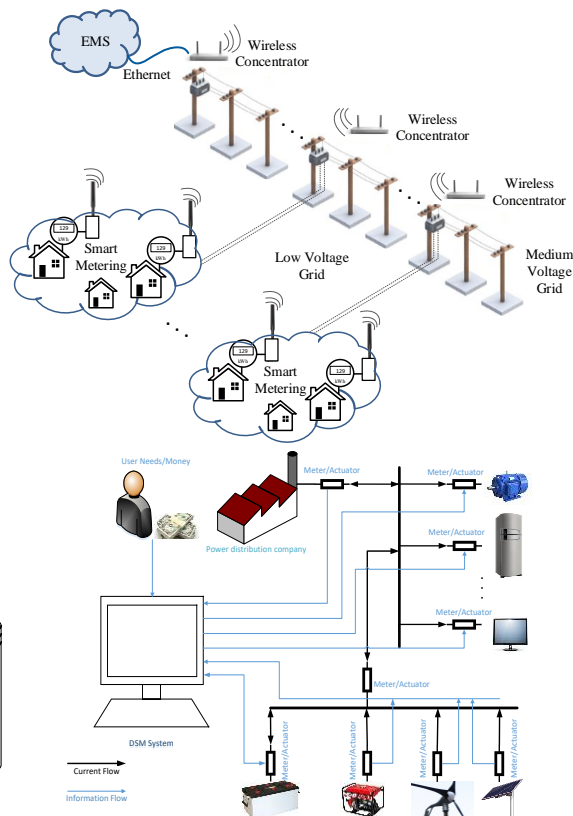 EMS
Ethernet
Wireless
Concentrator
Wireless
Concentrator
Wireless
Concentrator
129
kWh
Smart
Metering
129
kWh
Low Voltage
Grid
Medium
Voltage
Grid
129
kWh
Smart
Metering
129
kWh
User Needs/Money
Power distribution company
Meter/Actuator
Meter/Actuator
Meter/Actuator
Meter/Actuator
Meter/Actuator
DSM System
Current Flow
Information Flow
Meter/Actuator
Meter/Actuator
Meter/Actuator
Meter/Actuator